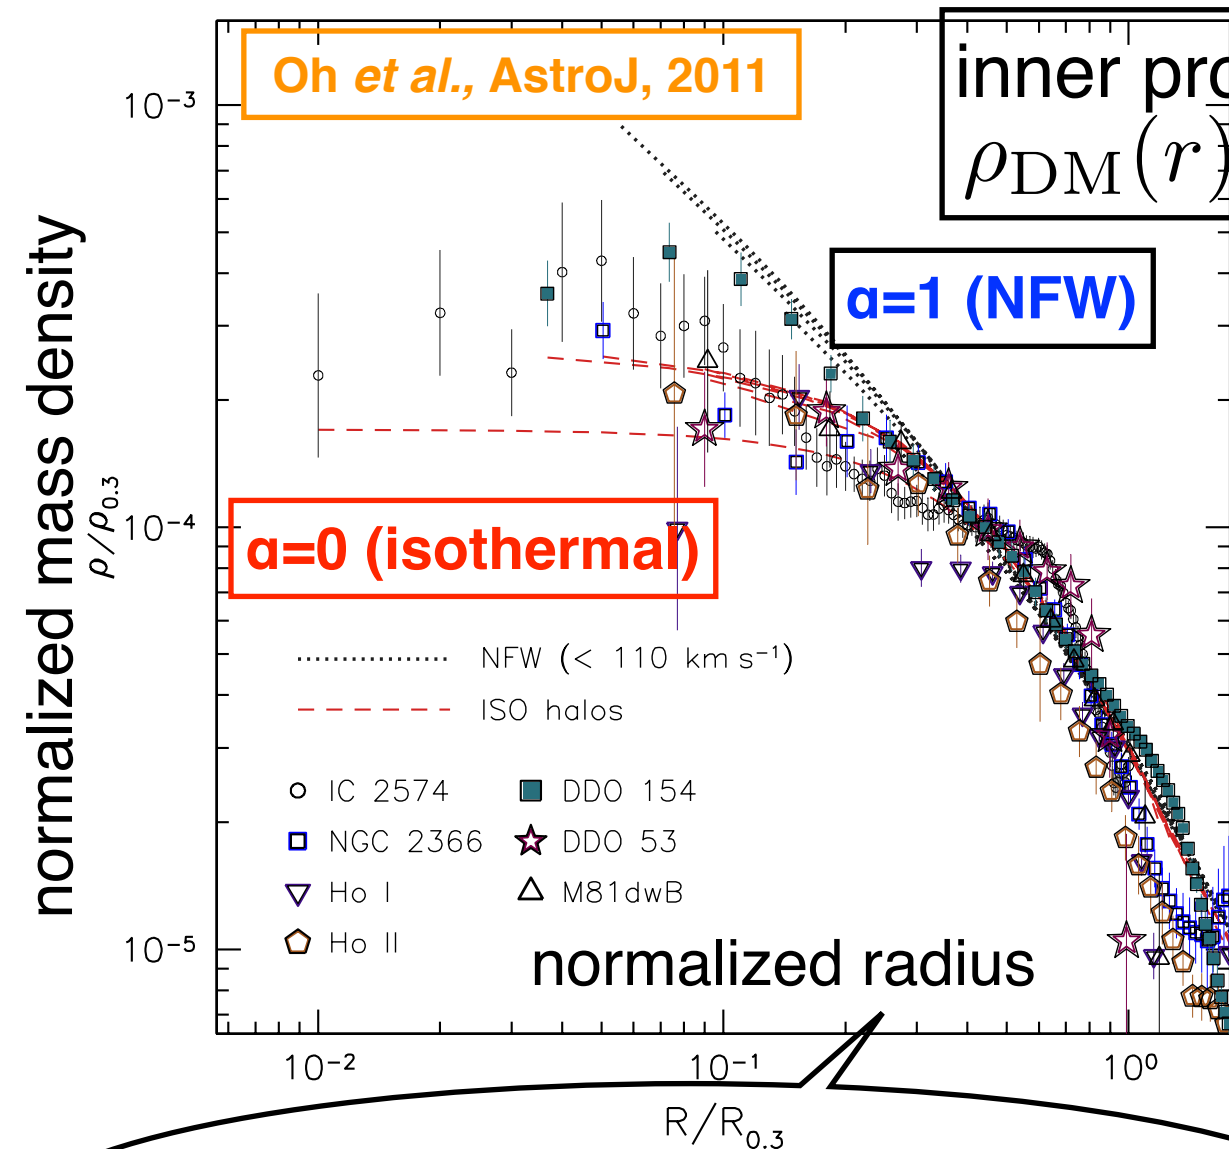 Oh et al., AstroJ, 2011
inner pro
ρDM(r)
α=1 (NFW)
α=0 (isothermal)
normalized mass density
ρ/ρ0.3
10⁻³
10⁻⁴
10⁻⁵
NFW (< 110 km s⁻¹)
ISO halos
IC 2574
DDO 154
NGC 2366
DDO 53
Ho I
M81dwB
Ho II
normalized radius
10⁻²
10⁻¹
10⁰
R/R0.3